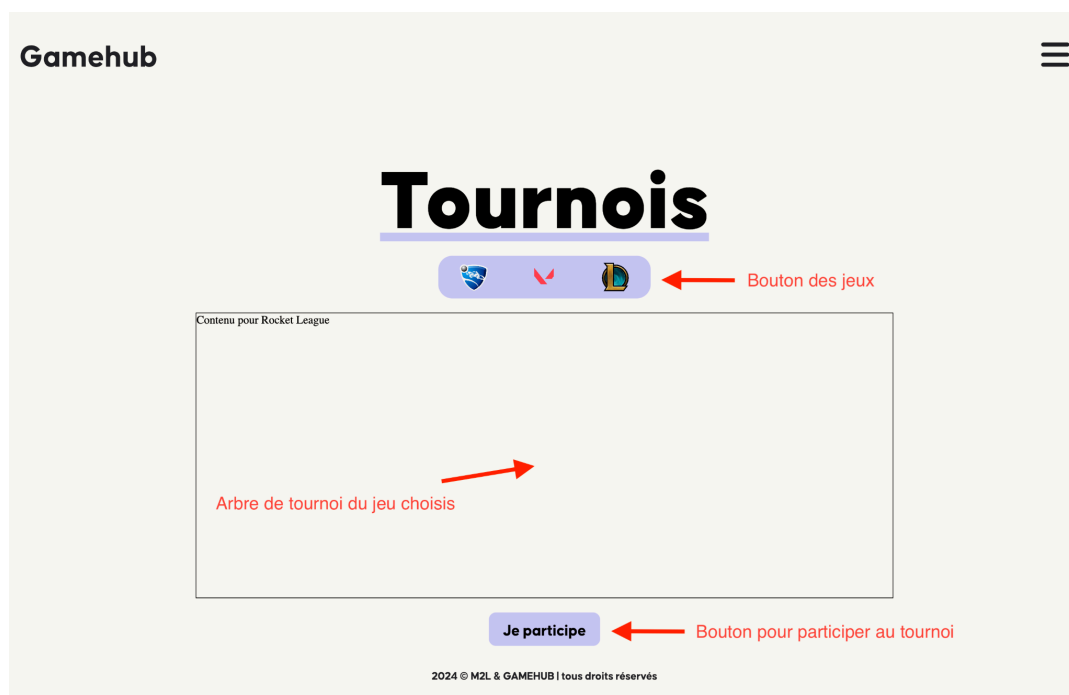 Gamehub
Tournois
Bouton des jeux
Contenu pour Rocket League
Arbre de tournoi du jeu choisis
Je participe
Bouton pour participer au tournoi
2024 © M2L & GAMEHUB | tous droits réservés